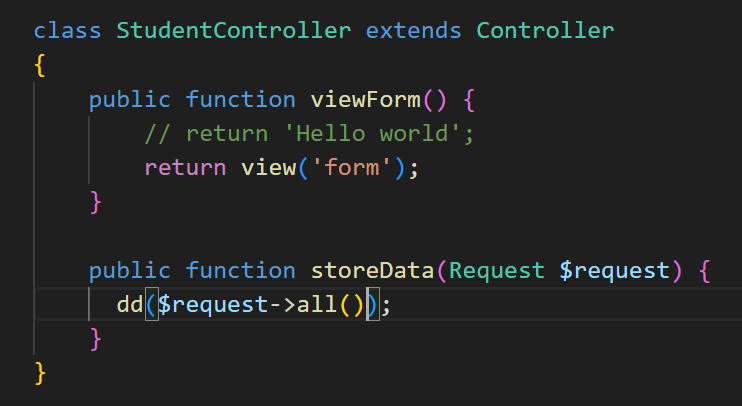 class StudentController extends Controller
{
    public function viewForm() {
        // return 'Hello world';
        return view('form');
    }

    public function storeData(Request $request) {
      dd($request->all());
    }
}